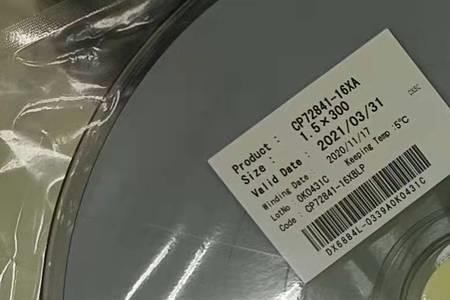 Product : CP72841-16XA
Size : 1.5×300
Valid Date : 2021/03/31
Winding Date : 2020/11/17
LotNo : 0K0431C Keeping Temp.:5°C
Code : CP72841-16XBLP
DX6884L-0339A0K0431C